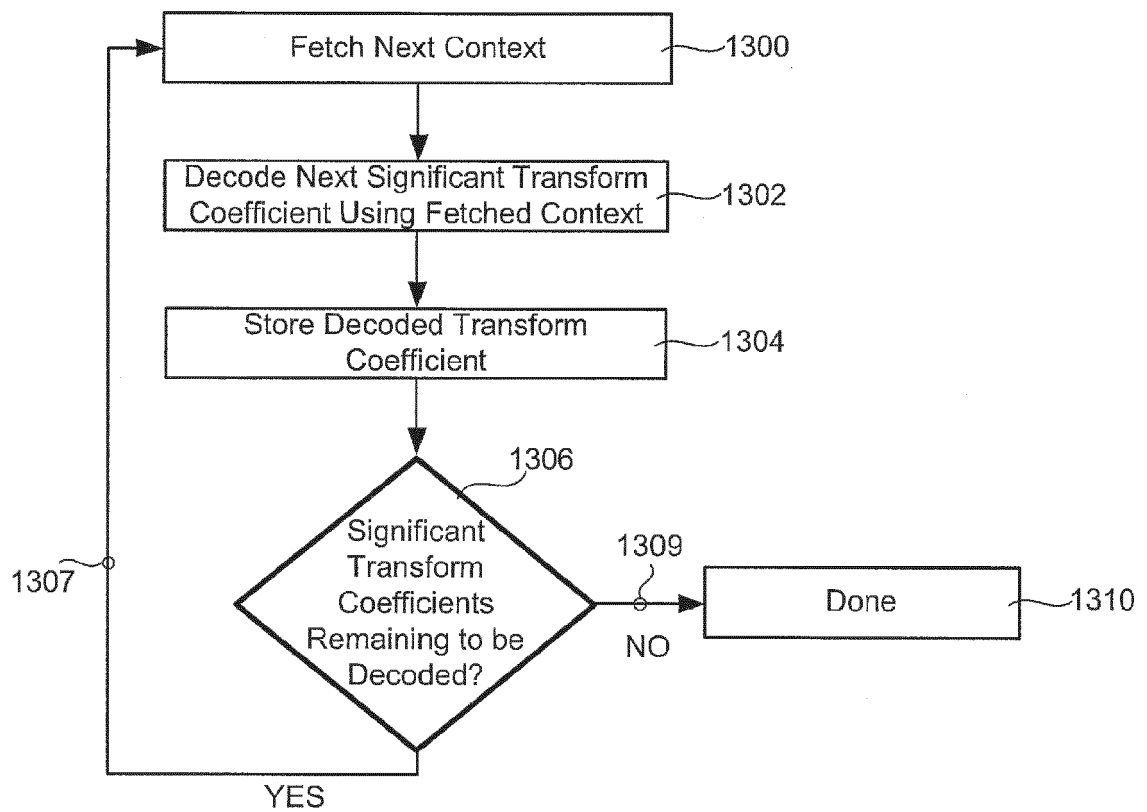 Fetch Next Context
1300
Decode Next Significant Transform
Coefficient Using Fetched Context
1302
Store Decoded Transform
Coefficient
1304
1306
Significant
Transform
Coefficients
Remaining to be
Decoded?
1307
1309
NO
Done
1310
YES